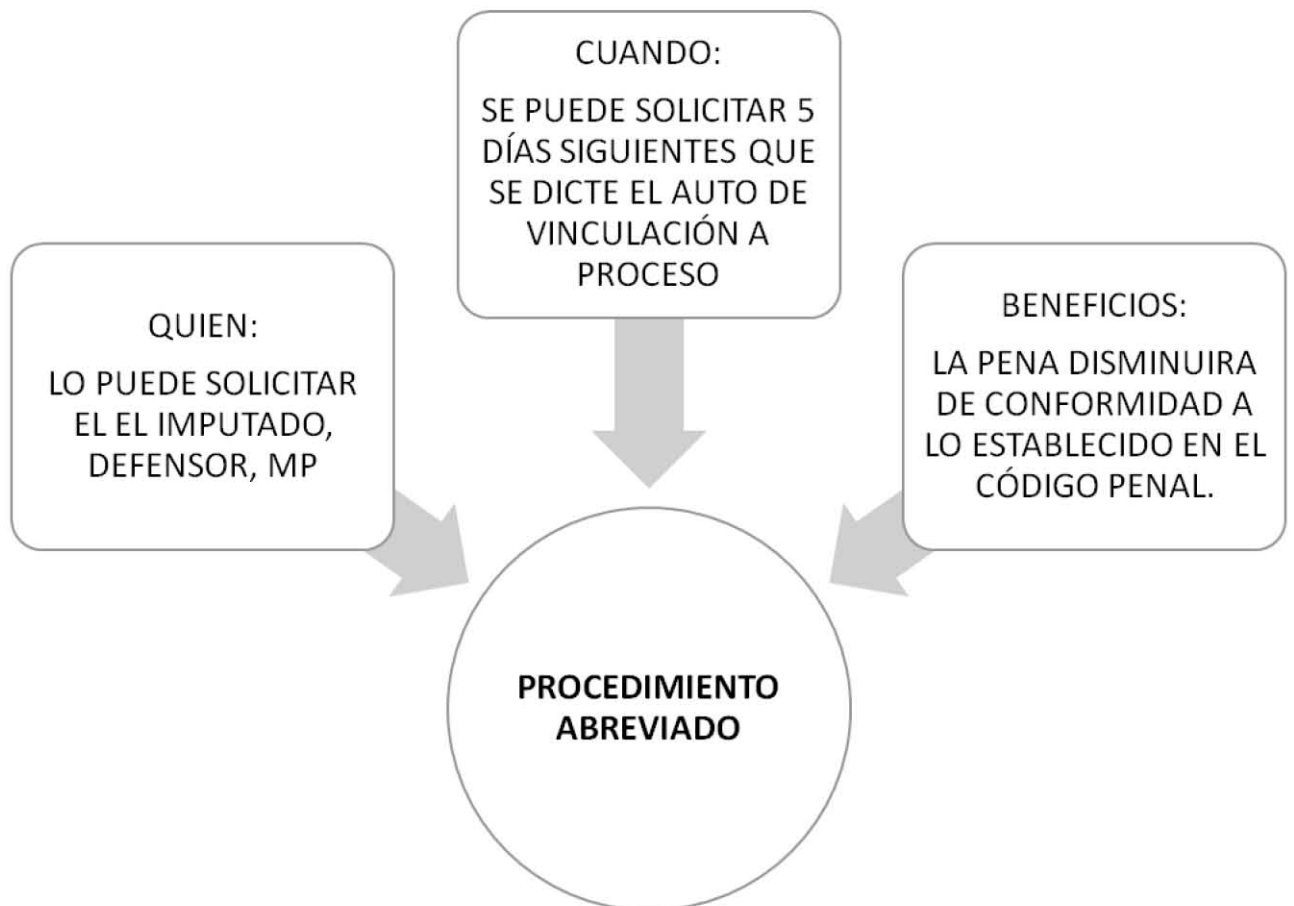 QUIEN:
LO PUEDE SOLICITAR
EL EL IMPUTADO,
DEFENSOR, MP
CUANDO:
SE PUEDE SOLICITAR 5
DÍAS SIGUIENTES QUE
SE DICTE EL AUTO DE
VINCULACIÓN A
PROCESO
BENEFICIOS:
LA PENA DISMINUIRA
DE CONFORMIDAD A
LO ESTABLECIDO EN EL
CÓDIGO PENAL.
PROCEDIMIENTO
ABREVIADO